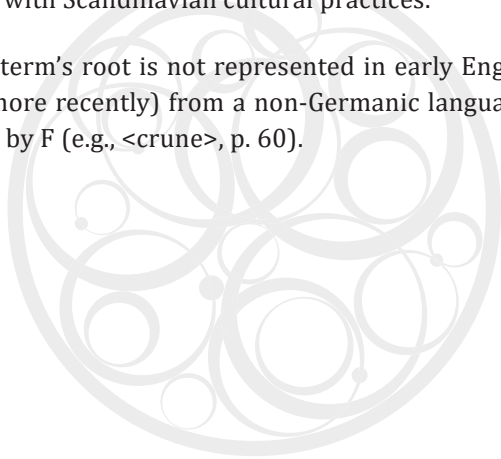 with Scandinavian cultural practices.
term's root is not represented in early Eng
more recently) from a non-Germanic langua
by F (e.g., <crune>, p. 60).